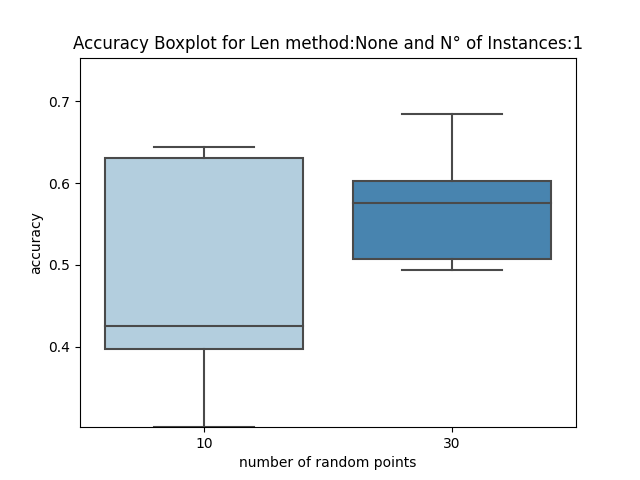 Accuracy Boxplot for Len method:None and N° of Instances:1
0.7
0.6
0.5
0.4
accuracy
10 30
number of random points